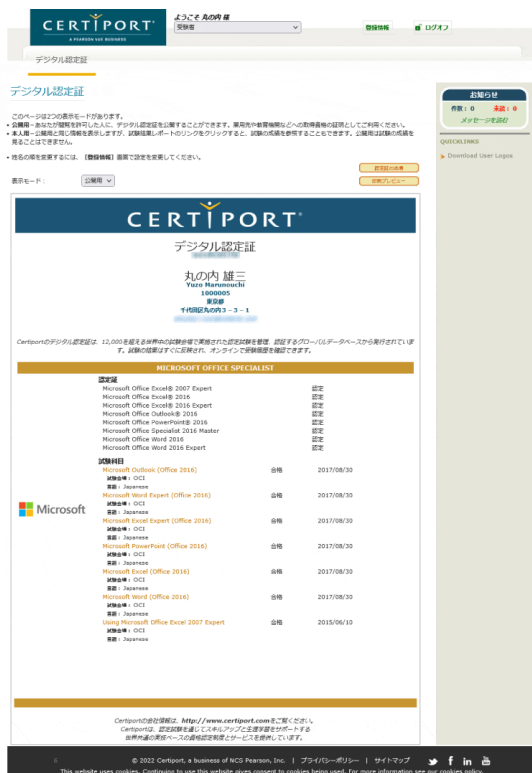 CERTIPORT
A PEARSON VUE BUSINESS
ようこそ 丸の内 様
受験者
登録情報
ログオフ
デジタル認定証
デジタル認定証
お知らせ
件数： 0 未読： 0
メッセージを読む
QUICKLINKS
Download User Logos
このページは2つの表示モードがあります。
• 公開用 - あなたが閲覧を許可した人に、デジタル認定証を公開することができます。雇用先や教育機関などへの取得資格の証明としてご利用ください。
• 本人用 - 公開用と同じ情報を表示しますが、試験結果レポートのリンクをクリックすると、試験の成績を参照することもできます。公開用は試験の成績を
見ることはできません。
• 姓名の順を変更するには、【登録情報】画面で設定を変更してください。
認定証の送信
印刷プレビュー
表示モード： 公開用
CERTIPORT
デジタル認定証
丸の内 雄三
Yuzo Marunouchi
1000005
東京都
千代田区丸の内３－３－１
Certiportのデジタル認定証は、12,000を超える世界中の試験会場で実施された認定試験を管理、認証するグローバルデータベースから発行されていま
す。試験の結果はすぐに反映され、オンラインで受験履歴を確認できます。
MICROSOFT OFFICE SPECIALIST
認定証
Microsoft Office Excel® 2007 Expert 認定
Microsoft Office Excel® 2016 認定
Microsoft Office Excel® 2016 Expert 認定
Microsoft Office Outlook® 2016 認定
Microsoft Office PowerPoint® 2016 認定
Microsoft Office Specialist 2016 Master 認定
Microsoft Office Word 2016 認定
Microsoft Office Word 2016 Expert 認定
試験科目
Microsoft Outlook (Office 2016) 合格 2017/08/30
試験会場： OCI
言語： Japanese
Microsoft Word Expert (Office 2016) 合格 2017/08/30
試験会場： OCI
言語： Japanese
Microsoft
Microsoft Excel Expert (Office 2016) 合格 2017/08/30
試験会場： OCI
言語： Japanese
Microsoft PowerPoint (Office 2016) 合格 2017/08/30
試験会場： OCI
言語： Japanese
Microsoft Excel (Office 2016) 合格 2017/08/30
試験会場： OCI
言語： Japanese
Microsoft Word (Office 2016) 合格 2017/08/30
試験会場： OCI
言語： Japanese
Using Microsoft Office Excel 2007 Expert 合格 2015/06/10
試験会場： OCI
言語： Japanese
Certiportの会社情報は、http://www.certiport.comをご覧ください。
Certiportは、認定試験を通じてスキルアップと生涯学習をサポートする
世界共通の実績ベースの資格認定制度とサービスを提供しています。
© 2022 Certiport, a business of NCS Pearson, Inc. | プライバシーポリシー | サイトマップ
This website uses cookies. Continuing to use this website gives consent to cookies being used. For more information see our cookies policy.